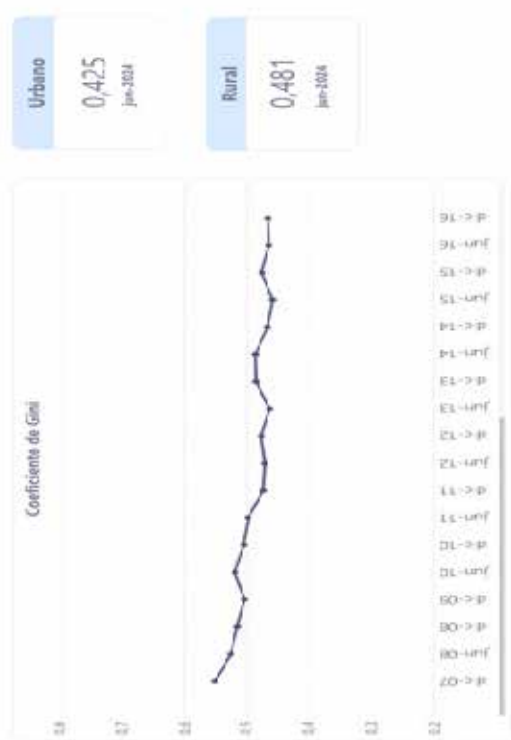 Coeficiente de Gini
0,8
0,7
0,6
0,5
0,4
0,3
0,2
dic-07
jun-08
dic-08
dic-09
jun-10
dic-10
jun-11
dic-11
jun-12
dic-12
jun-13
dic-13
jun-14
dic-14
jun-15
dic-15
jun-16
dic-16
Urbano
0,425
jun-2024
Rural
0,481
jun-2024